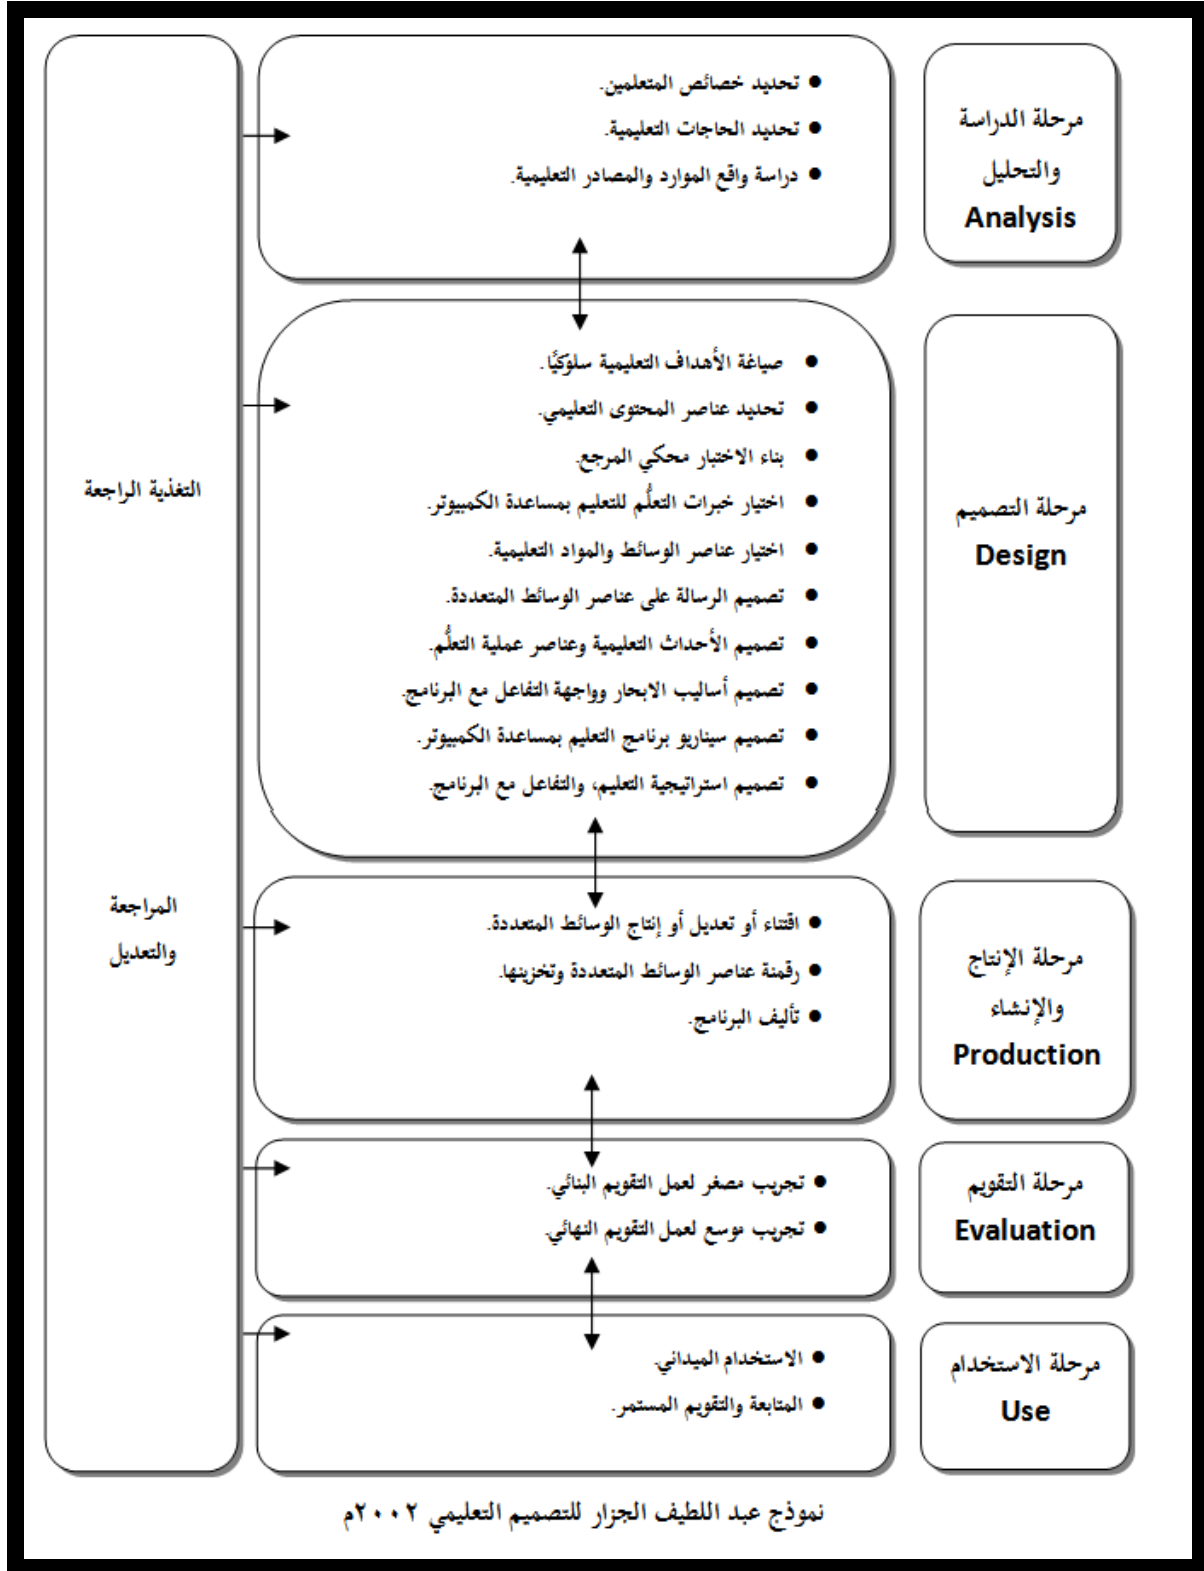 مرحلة الدراسة
والتحليل
Analysis
● تحديد خصائص المتعلمين.
● تحديد الحاجات التعليمية.
● دراسة واقع الموارد والمصادر التعليمية.
مرحلة التصميم
Design
● صياغة الأهداف التعليمية سلوكيًا.
● تحديد عناصر المحتوى التعليمي.
● بناء الاختبار محكي المرجع.
● اختيار خبرات التعلُّم للتعليم بمساعدة الكمبيوتر.
● اختيار عناصر الوسائط والمواد التعليمية.
● تصميم الرسالة على عناصر الوسائط المتعددة.
● تصميم الأحداث التعليمية وعناصر عملية التعلُّم.
● تصميم أساليب الابحار وواجهة التفاعل مع البرنامج.
● تصميم سيناريو برنامج التعليم بمساعدة الكمبيوتر.
● تصميم استراتيجية التعليم، والتفاعل مع البرنامج.
مرحلة الإنتاج
والإنشاء
Production
● اقتناء أو تعديل أو إنتاج الوسائط المتعددة.
● رقمنة عناصر الوسائط المتعددة وتخزينها.
● تأليف البرنامج.
مرحلة التقويم
Evaluation
● تجريب مصغر لعمل التقويم البنائي.
● تجريب موسع لعمل التقويم النهائي.
مرحلة الاستخدام
Use
● الاستخدام الميداني.
● المتابعة والتقويم المستمر.
التغذية الراجعة
المراجعة
والتعديل
نموذج عبد اللطيف الجزار للتصميم التعليمي ٢٠٠٢م